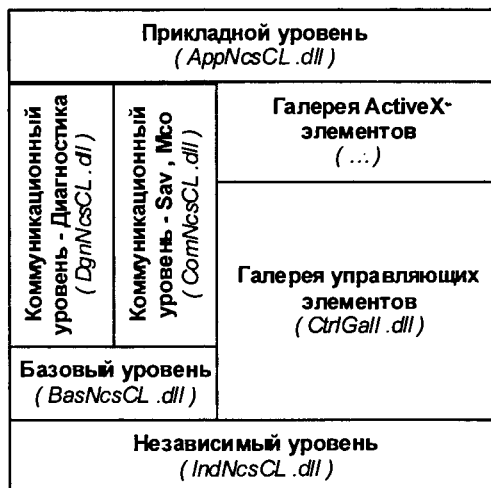 Прикладной уровень
( AppNcsCL .dll)
Коммуникационный
уровень - Диагностика
( DgnNcsCL .dl)
Коммуникационный
уровень - Sav , Mco
( ComNcsCL .dll)
Галерея ActiveX-
элементов
( ... )
Галерея управляющих
элементов
( CtrlGall .dll)
Базовый уровень
( BasNcsCL .dll)
Независимый уровень
( IndNcsCL .dll)